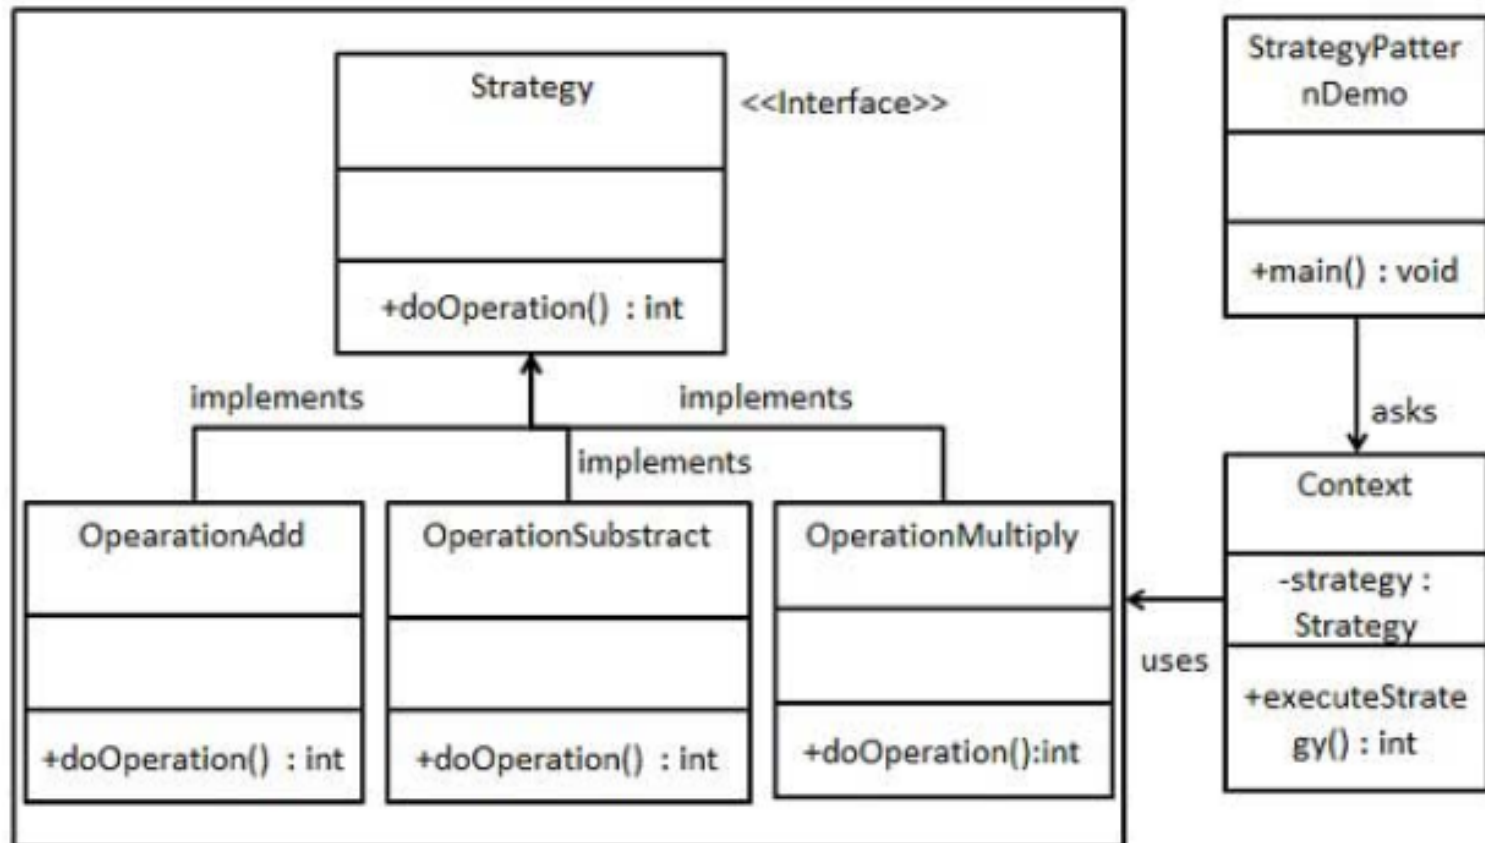 Strategy
<<Interface>>
+doOperation() : int
implements
implements
implements
OpearationAdd
+doOperation() : int
OperationSubstract
+doOperation() : int
OperationMultiply
+doOperation():int
StrategyPatter
nDemo
+main() : void
asks
Context
-strategy :
Strategy
+executeStrate
gy() : int
uses